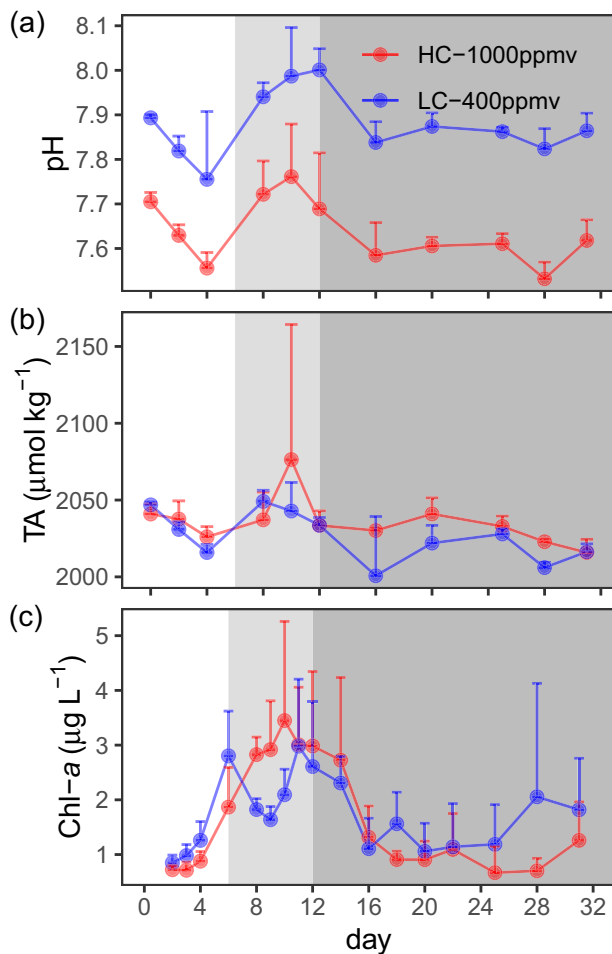 (a)
8.1
8.0
7.9
7.8
7.7
7.6
pH
HC−1000ppmv
LC−400ppmv
(b)
2150
2100
2050
2000
TA (μmol kg⁻¹)
(c)
5
4
3
2
1
Chl−a (μg L⁻¹)
0 4 8 12 16 20 24 28 32
day